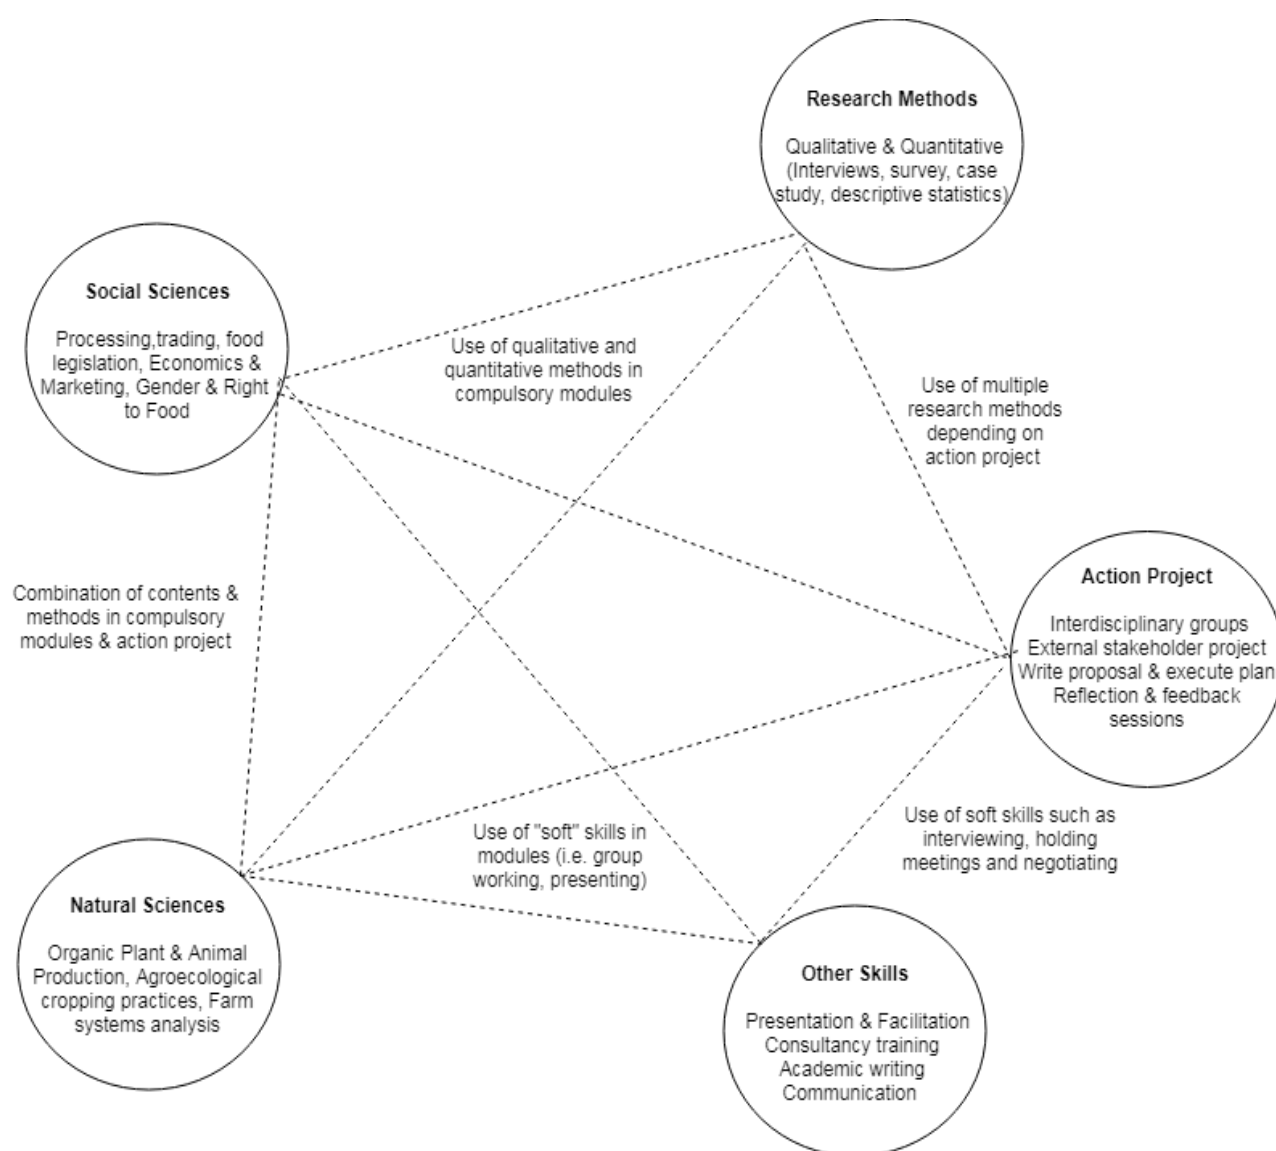 Research Methods
Qualitative & Quantitative
(Interviews, survey, case
study, descriptive statistics)
Social Sciences
Processing,trading, food
legislation, Economics &
Marketing, Gender & Right
to Food
Use of qualitative and
quantitative methods in
compulsory modules
Use of multiple
research methods
depending on
action project
Action Project
Interdisciplinary groups
External stakeholder project
Write proposal & execute plan
Reflection & feedback
sessions
Combination of contents &
methods in compulsory
modules & action project
Use of "soft" skills in
modules (i.e. group
working, presenting)
Use of soft skills such as
interviewing, holding
meetings and negotiating
Natural Sciences
Organic Plant & Animal
Production, Agroecological
cropping practices, Farm
systems analysis
Other Skills
Presentation & Facilitation
Consultancy training
Academic writing
Communication